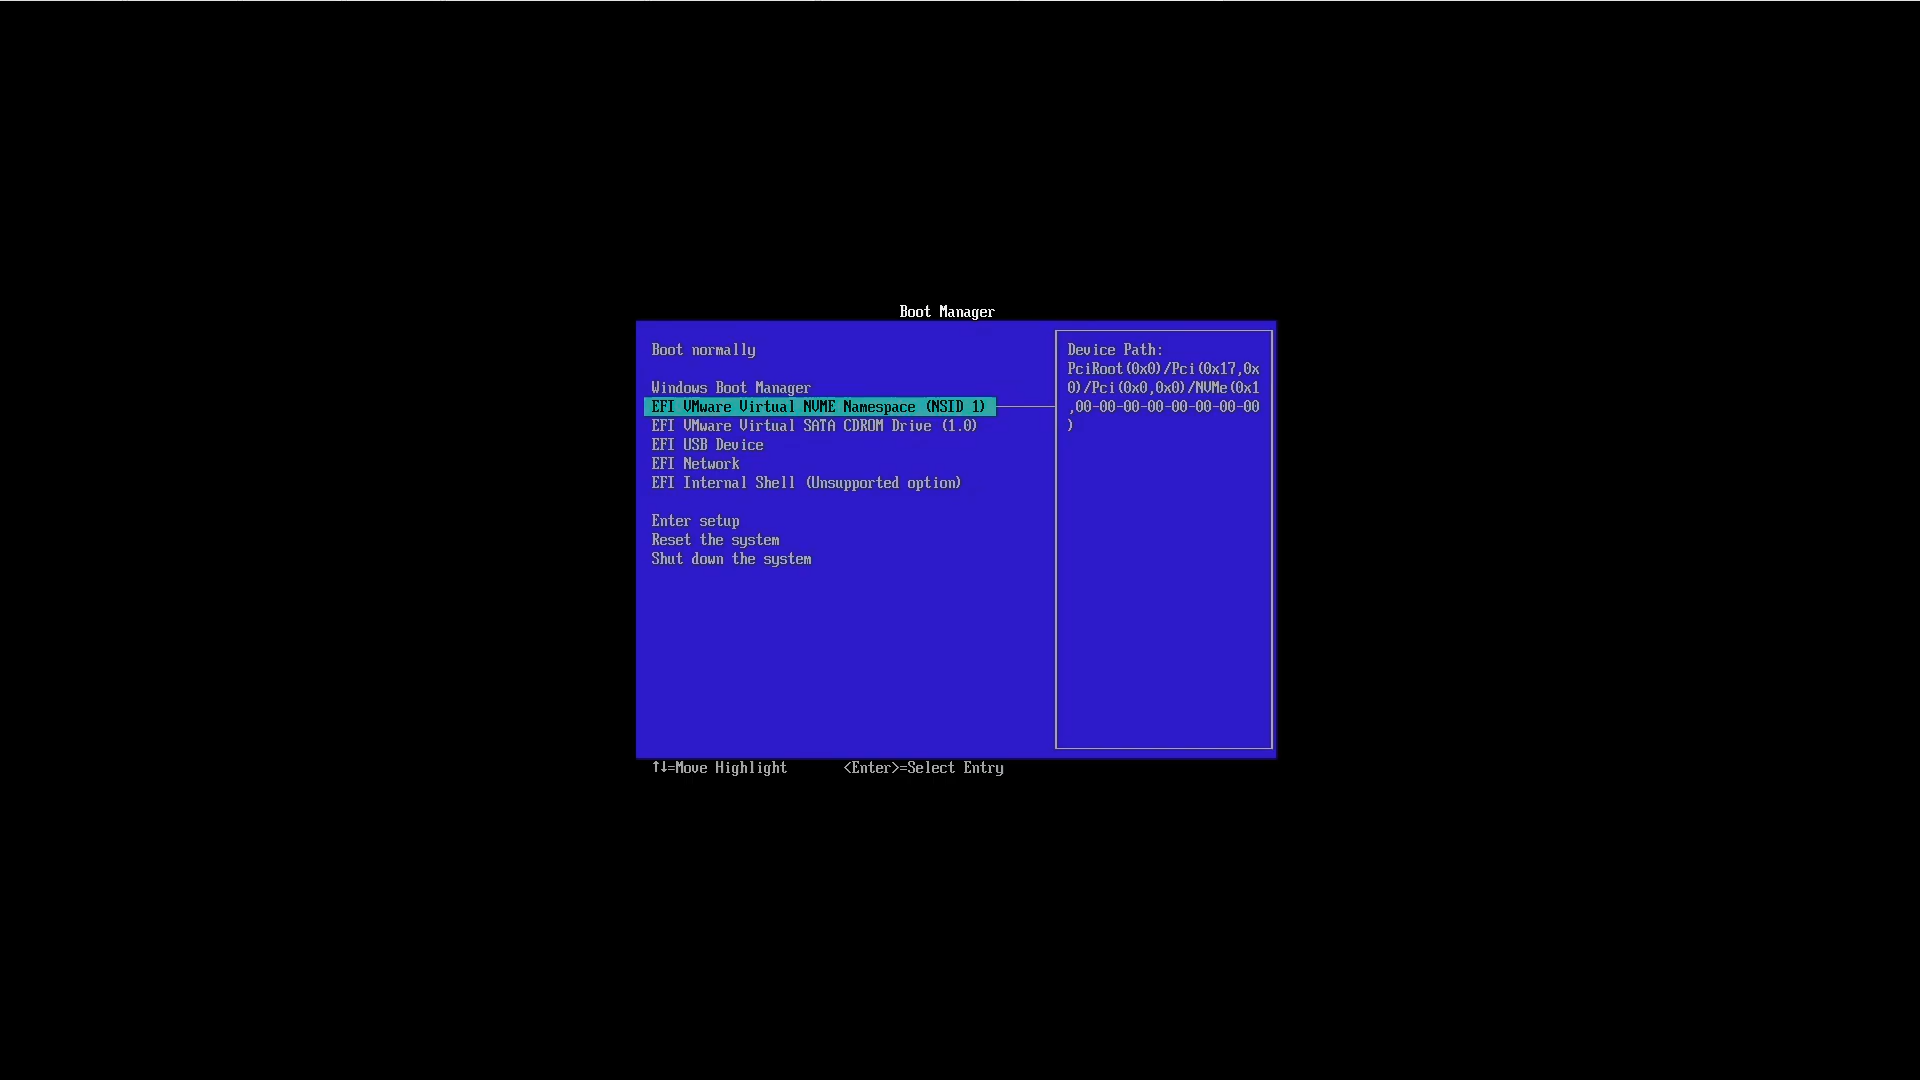 Boot Manager
Boot normally
Windows Boot Manager
EFI VMware Virtual NVME Namespace (NSID 1)
EFI VMware Virtual SATA CDROM Drive (1.0)
EFI USB Device
EFI Network
EFI Internal Shell (Unsupported option)
Enter setup
Reset the system
Shut down the system
Device Path:
PciRoot(0x0)/Pci(0x17,0x
0)/Pci(0x0,0x0)/NVMe(0x1
,00-00-00-00-00-00-00-00
)
↑↓=Move Highlight <Enter>=Select Entry